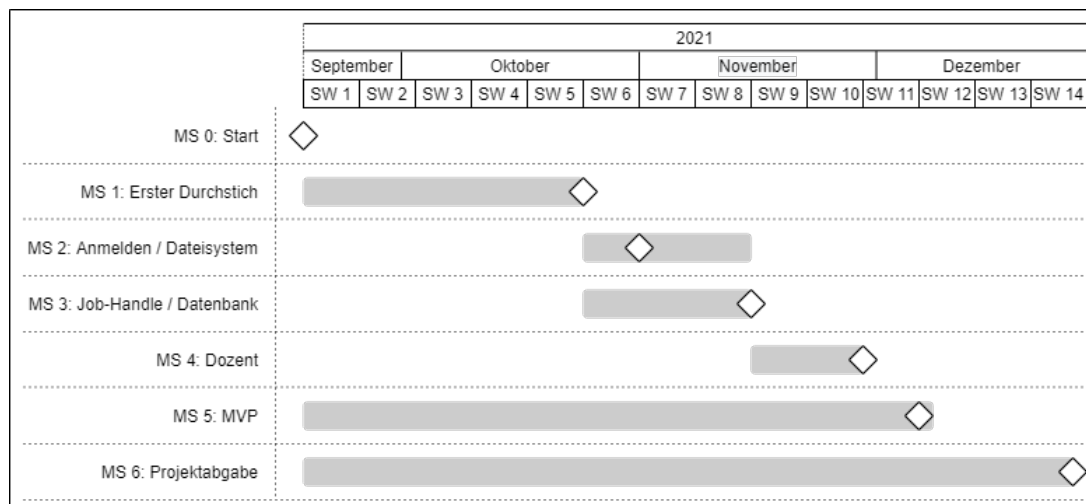 2021
September Oktober November Dezember
SW 1 SW 2 SW 3 SW 4 SW 5 SW 6 SW 7 SW 8 SW 9 SW 10 SW 11 SW 12 SW 13 SW 14
MS 0: Start
MS 1: Erster Durchstich
MS 2: Anmelden / Dateisystem
MS 3: Job-Handle / Datenbank
MS 4: Dozent
MS 5: MVP
MS 6: Projektabgabe